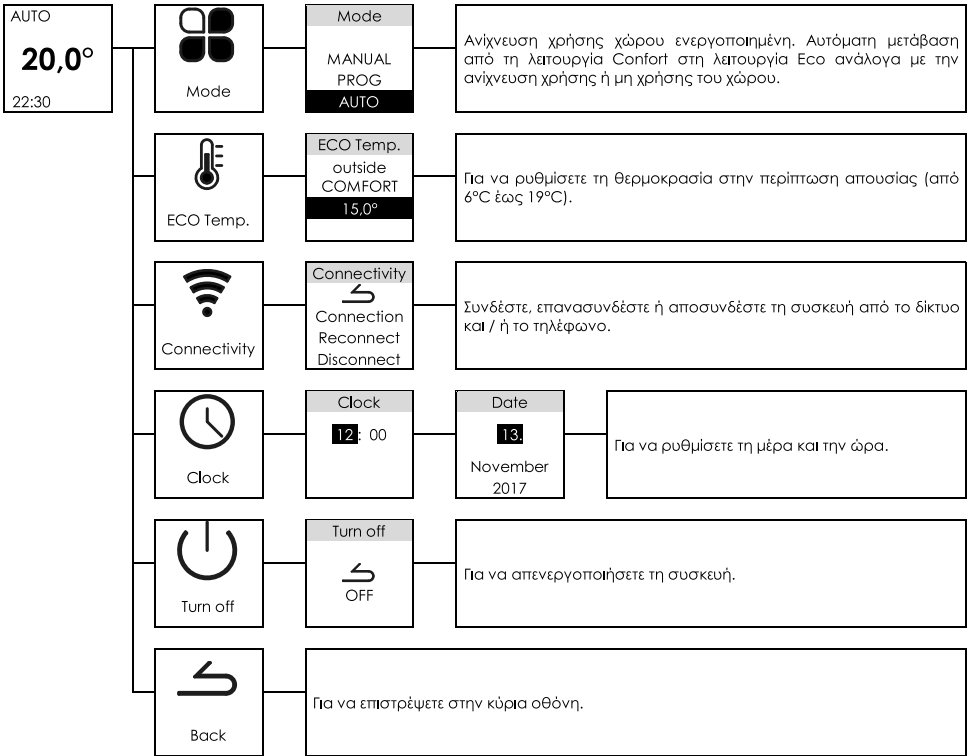 AUTO
20,0°
22:30
Mode
Mode
MANUAL
PROG
AUTO
Ανίχνευση χρήσης χώρου ενεργοποιημένη. Αυτόματη μετάβαση
από τη λειτουργία Confort στη λειτουργία Eco ανάλογα με την
ανίχνευση χρήσης ή μη χρήσης του χώρου.
ECO Temp.
ECO Temp.
outside
COMFORT
15,0°
Για να ρυθμίσετε τη θερμοκρασία στην περίπτωση απουσίας (από
6°C έως 19°C).
Connectivity
Connectivity
Connection
Reconnect
Disconnect
Συνδέστε, επανασυνδέστε ή αποσυνδέστε τη συσκευή από το δίκτυο
και / ή το τηλέφωνο.
Clock
Clock
12 : 00
Date
13.
November
2017
Για να ρυθμίσετε τη μέρα και την ώρα.
Turn off
Turn off
OFF
Για να απενεργοποιήσετε τη συσκευή.
Back
Για να επιστρέψετε στην κύρια οθόνη.